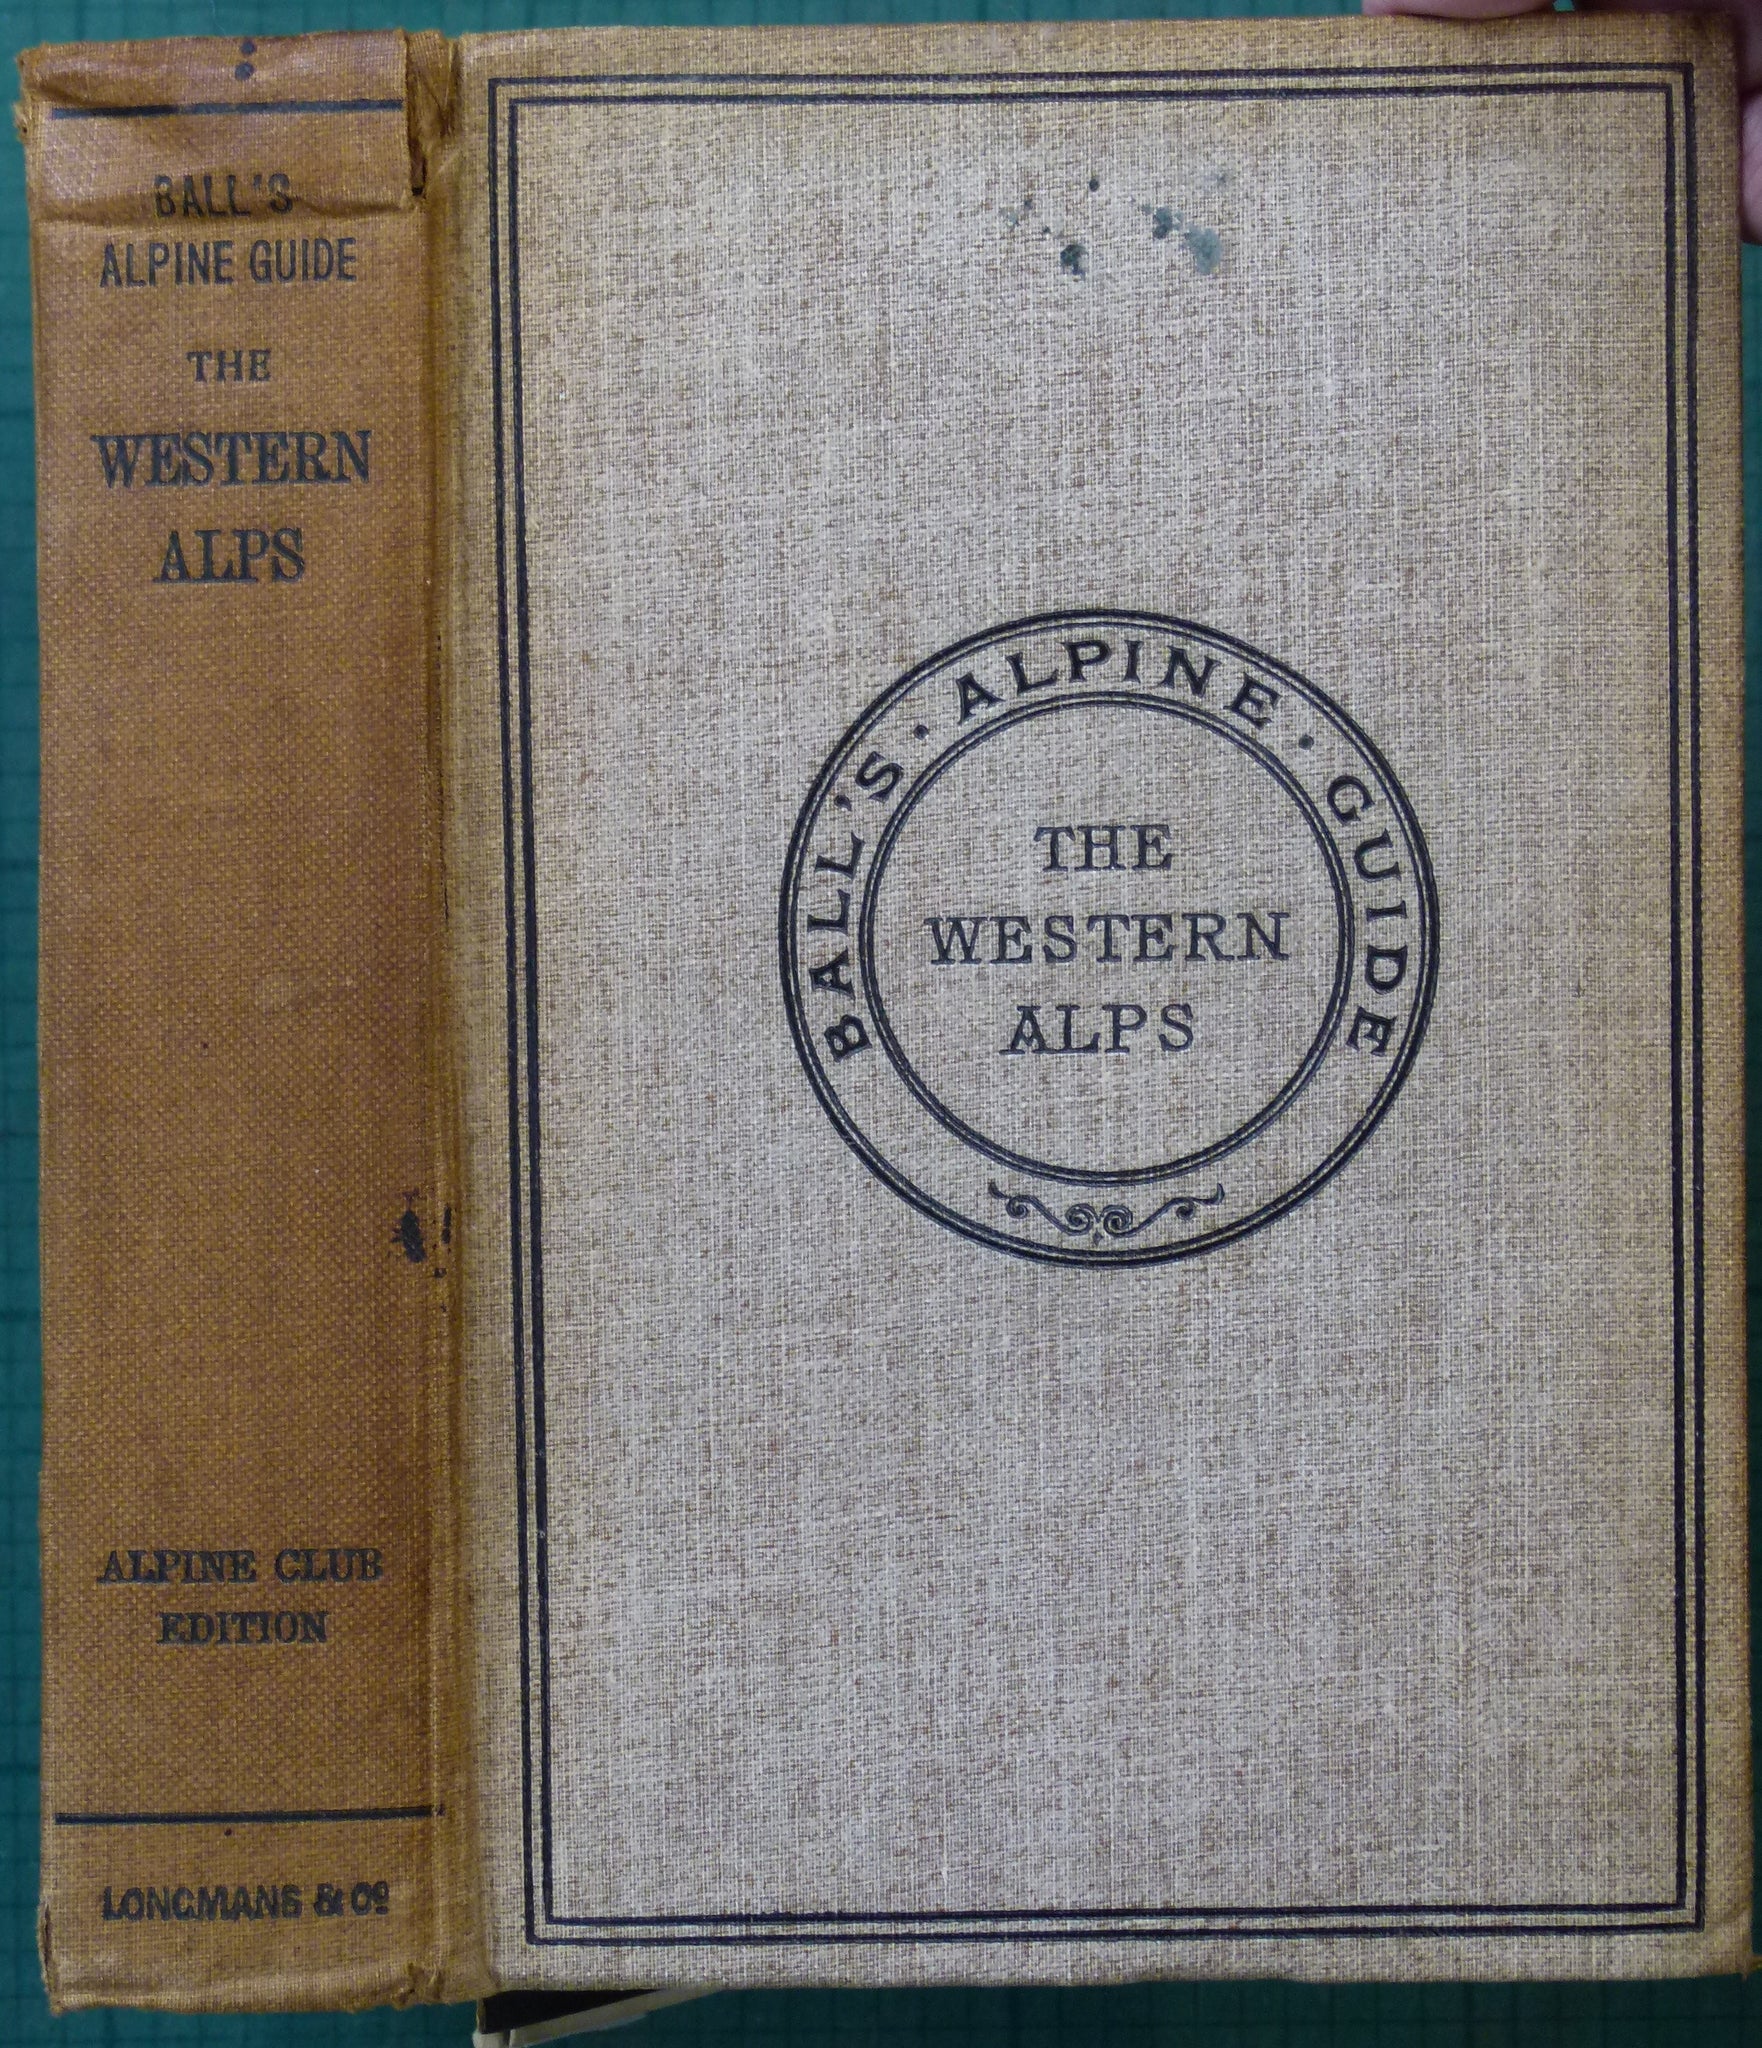 BALL'S
ALPINE GUIDE
THE
WESTERN
ALPS
ALPINE CLUB
EDITION
LONGMANS & Co
BALL'S · ALPINE · GUIDE
THE
WESTERN
ALPS